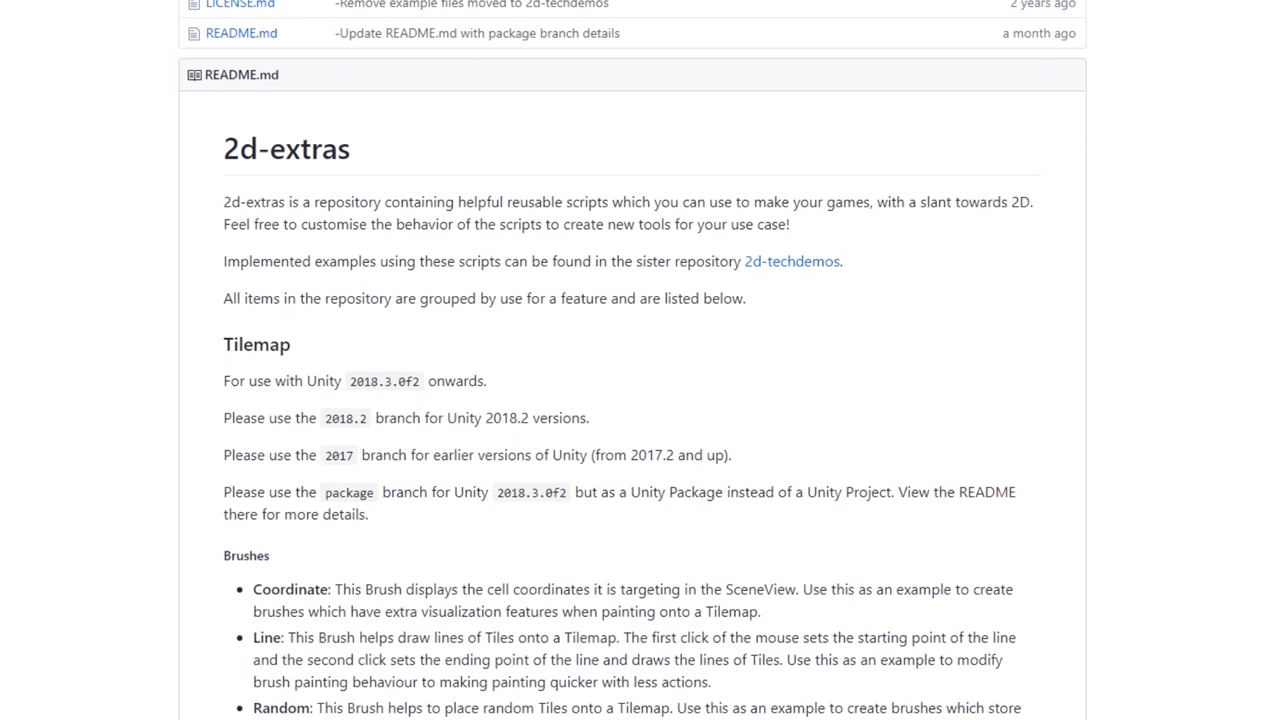 LICENSE.md -Remove example files moved to 2d-techdemos 2 years ago
README.md -Update README.md with package branch details a month ago
README.md
2d-extras
2d-extras is a repository containing helpful reusable scripts which you can use to make your games, with a slant towards 2D.
Feel free to customise the behavior of the scripts to create new tools for your use case!
Implemented examples using these scripts can be found in the sister repository 2d-techdemos.
All items in the repository are grouped by use for a feature and are listed below.
Tilemap
For use with Unity 2018.3.0f2 onwards.
Please use the 2018.2 branch for Unity 2018.2 versions.
Please use the 2017 branch for earlier versions of Unity (from 2017.2 and up).
Please use the package branch for Unity 2018.3.0f2 but as a Unity Package instead of a Unity Project. View the README
there for more details.
Brushes
• Coordinate: This Brush displays the cell coordinates it is targeting in the SceneView. Use this as an example to create
brushes which have extra visualization features when painting onto a Tilemap.
• Line: This Brush helps draw lines of Tiles onto a Tilemap. The first click of the mouse sets the starting point of the line
and the second click sets the ending point of the line and draws the lines of Tiles. Use this as an example to modify
brush painting behaviour to making painting quicker with less actions.
• Random: This Brush helps to place random Tiles onto a Tilemap. Use this as an example to create brushes which store